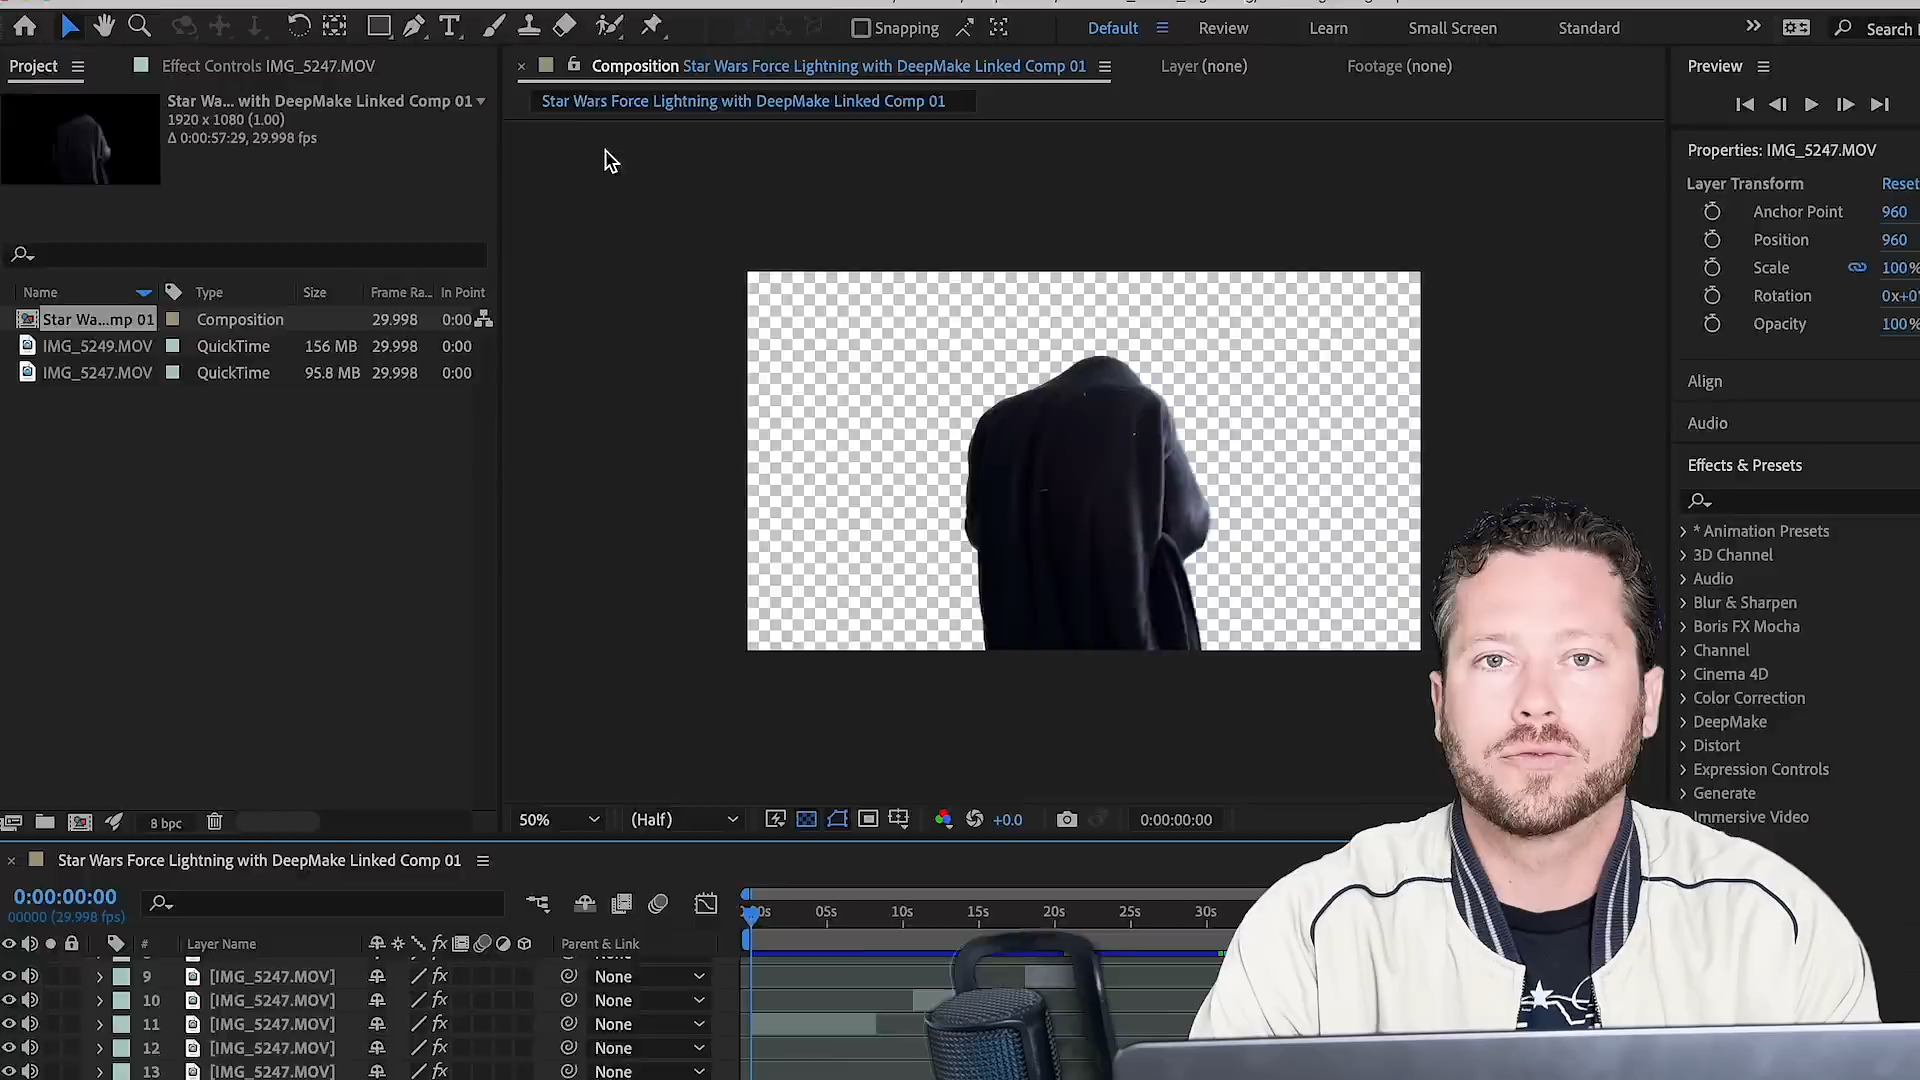 Snapping
Default
Review
Learn
Small Screen
Standard
Search
Project
Effect Controls IMG_5247.MOV
Composition Star Wars Force Lightning with DeepMake Linked Comp 01
Layer (none)
Footage (none)
Preview
Star Wa... with DeepMake Linked Comp 01
1920 x 1080 (1.00)
Δ 0:00:57:29, 29.998 fps
Star Wars Force Lightning with DeepMake Linked Comp 01
Properties: IMG_5247.MOV
Layer Transform Reset
Anchor Point 960
Position 960
Scale 100%
Rotation 0x+0
Opacity 100%
Name Type Size Frame Ra... In Point
Star Wa...mp 01 Composition 29.998 0:00
IMG_5249.MOV QuickTime 156 MB 29.998 0:00
IMG_5247.MOV QuickTime 95.8 MB 29.998 0:00
Align
Audio
Effects & Presets
* Animation Presets
3D Channel
Audio
Blur & Sharpen
Boris FX Mocha
Channel
Cinema 4D
Color Correction
DeepMake
Distort
Expression Controls
Generate
Immersive Video
8 bpc
50%
(Half)
+0.0
0:00:00:00
Star Wars Force Lightning with DeepMake Linked Comp 01
0:00:00:00
00000 (29.998 fps)
05s 10s 15s 20s 25s 30s
# Layer Name fx Parent & Link
9 [IMG_5247.MOV] fx None
10 [IMG_5247.MOV] fx None
11 [IMG_5247.MOV] fx None
12 [IMG_5247.MOV] fx None
13 [IMG_5247.MOV] fx None